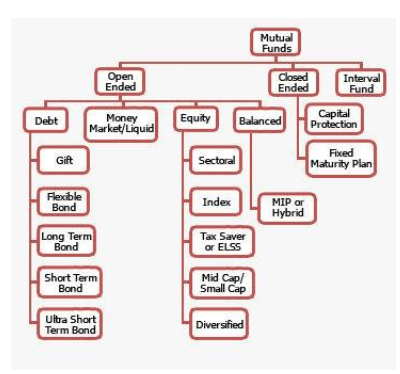 Mutual
Funds
Open
Ended
Closed
Ended
Interval
Fund
Debt
Money
Market/Liquid
Equity
Balanced
Capital
Protection
Gift
Sectoral
Fixed
Maturity Plan
Flexible
Bond
Index
MIP or
Hybrid
Long Term
Bond
Tax Saver
or ELSS
Short Term
Bond
Mid Cap/
Small Cap
Ultra Short
Term Bond
Diversified